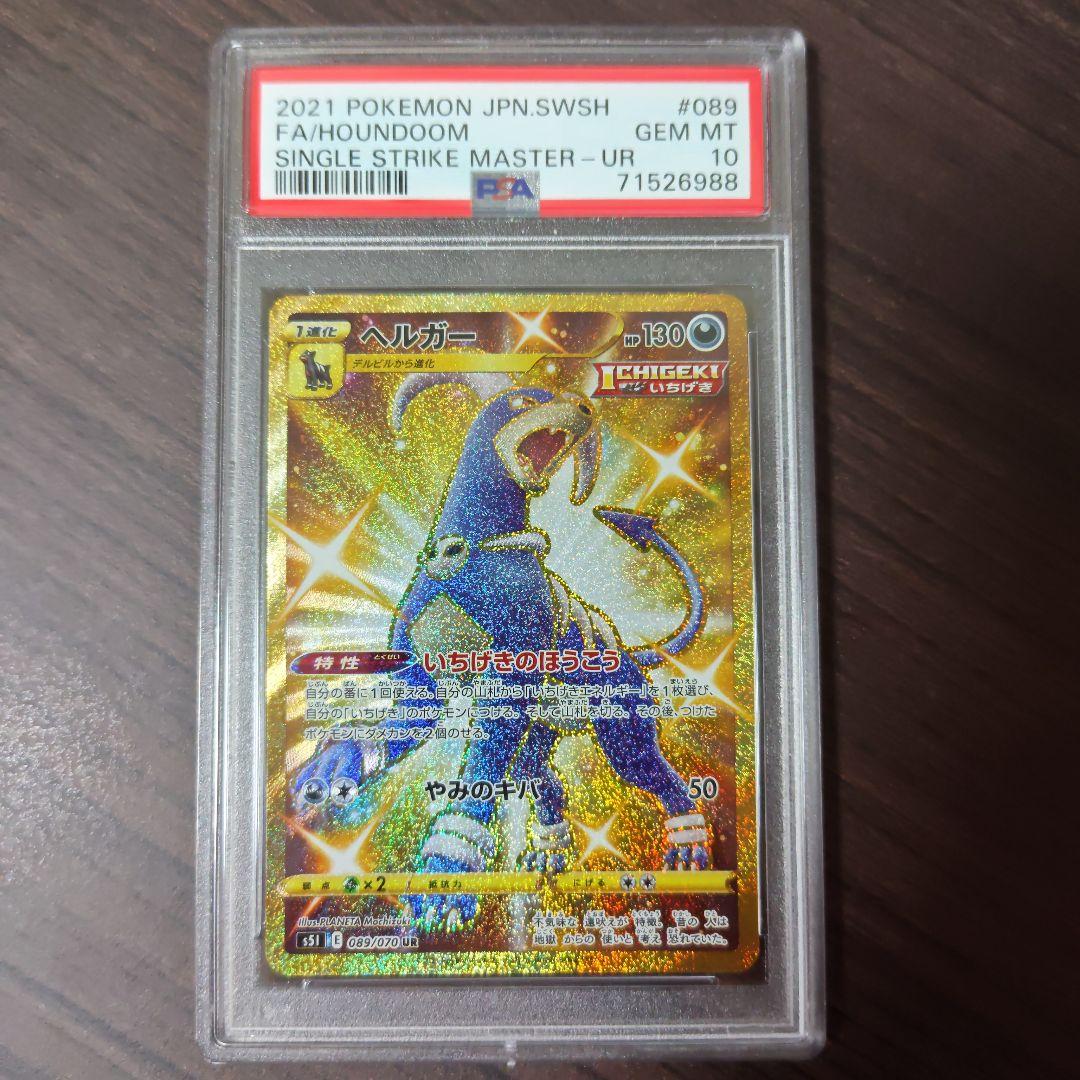 2021 POKEMON JPN.SWSH #089
FA/HOUNDOOM GEM MT
SINGLE STRIKE MASTER-UR 10
PSA 71526988
1進化 ヘルガー HP130
デルビルから進化
ICHIGEKI
いちげき
特性 とくせい いちげきのほうこう
自分の番に1回使える。自分の山札から「いちげきエネルギー」を1枚選び、
自分の「いちげき」のポケモンにつける。そして山札を切る。その後、つけた
ポケモンにダメカンを2個のせる。
やみのキバ 50
弱点 ×2 抵抗力 にげる
Illus.PLANETA Mochizuki
不気味な 遠吠えが 特徴。昔の 人は
s5I E 089/070 UR 地獄 からの 使いと 考え 恐れていた。